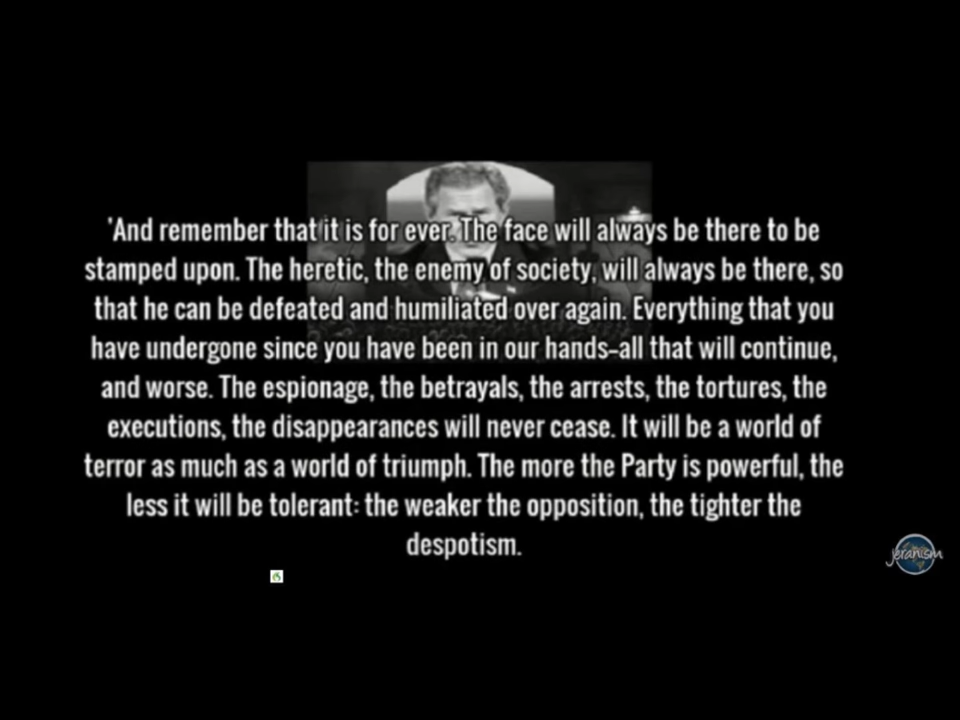 'And remember that it is for ever. The face will always be there to be
stamped upon. The heretic, the enemy of society, will always be there, so
that he can be defeated and humiliated over again. Everything that you
have undergone since you have been in our hands-all that will continue,
and worse. The espionage, the betrayals, the arrests, the tortures, the
executions, the disappearances will never cease. It will be a world of
terror as much as a world of triumph. The more the Party is powerful, the
less it will be tolerant: the weaker the opposition, the tighter the
despotism.
jeranism